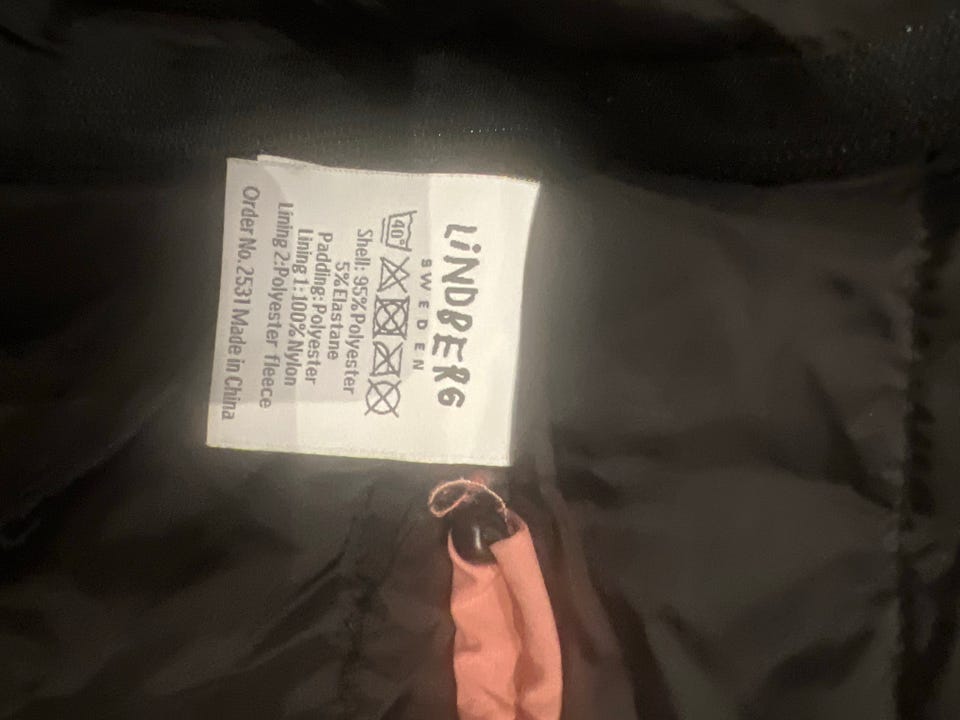 LiNDBERG
SWEDEN
40°
Shell: 95%Polyester
5%Elastane
Padding:Polyester
Lining 1: 100% Nylon
Lining 2:Polyester fleece
Order No.2531 Made in China